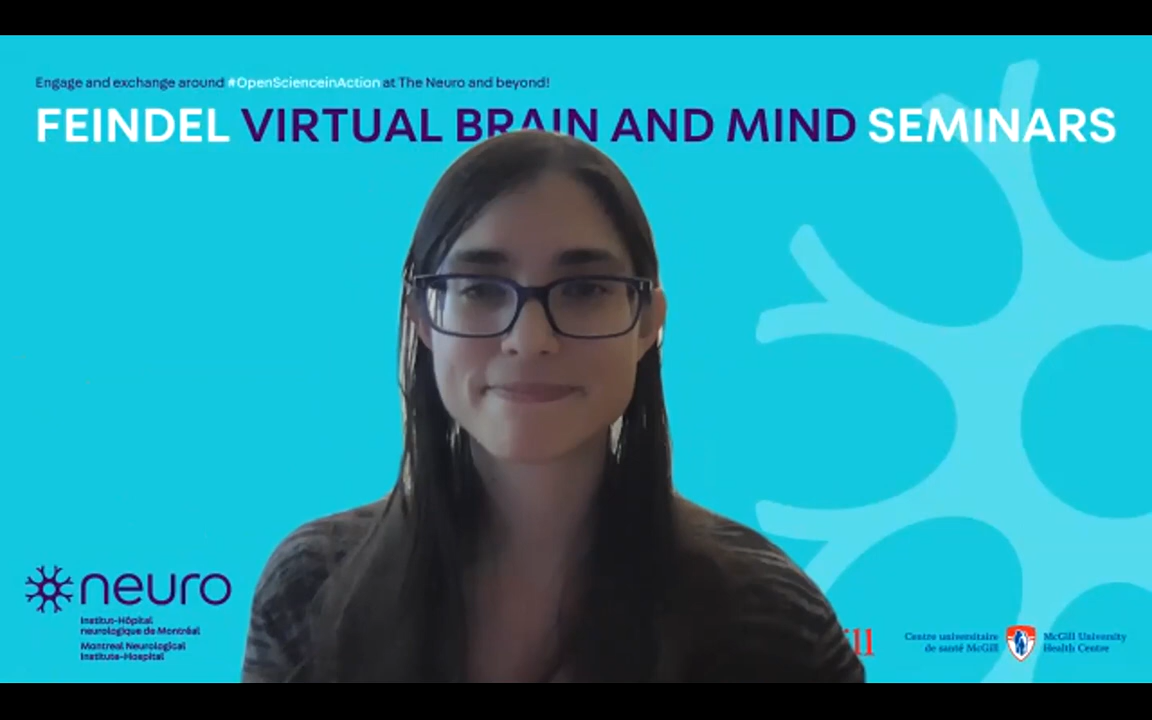 Engage and exchange around #OpenScienceinAction at The Neuro and beyond!
FEINDEL VIRTUAL BRAIN AND MIND SEMINARS
neuro
Institut-Hôpital
neurologique de Montréal
Montreal Neurological
Institute-Hospital
ill
Centre universitaire
de santé McGill
McGill University
Health Centre